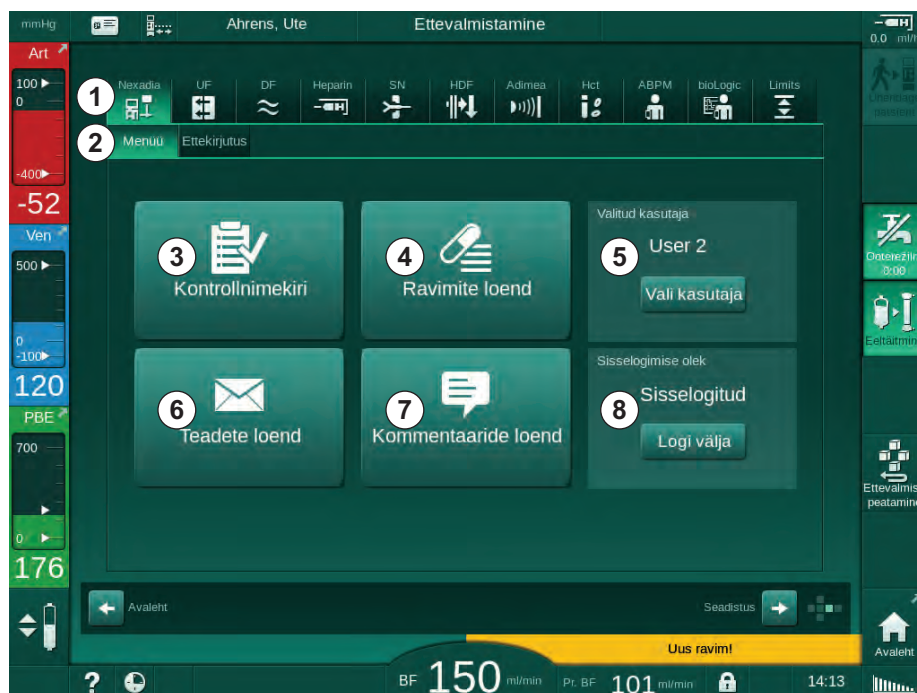 mmHg
Ahrens, Ute
Ettevalmistamine
0.0 ml/h
Art
100
0
-400
-52
Ven
500
0
-100
120
PBE
700
0
176
1
Nexadia
UF
DF
Heparin
SN
HDF
Adimea
Hct
ABPM
bioLogic
Limits
2
Menüü
Ettekirjutus
3
Kontrollnimekiri
4
Ravimite loend
Valitud kasutaja
5
User 2
Vali kasutaja
6
Teadete loend
7
Kommentaaride loend
Sisselogimise olek
8
Sisselogitud
Logi välja
Ooterežiim
0:00
Eeltäitmine
Ettevalmis
peatamine
Avaleht
Seadistus
Uus ravim!
Avaleht
?
BF 150 ml/min
Pr. BF 101 ml/min
14:13